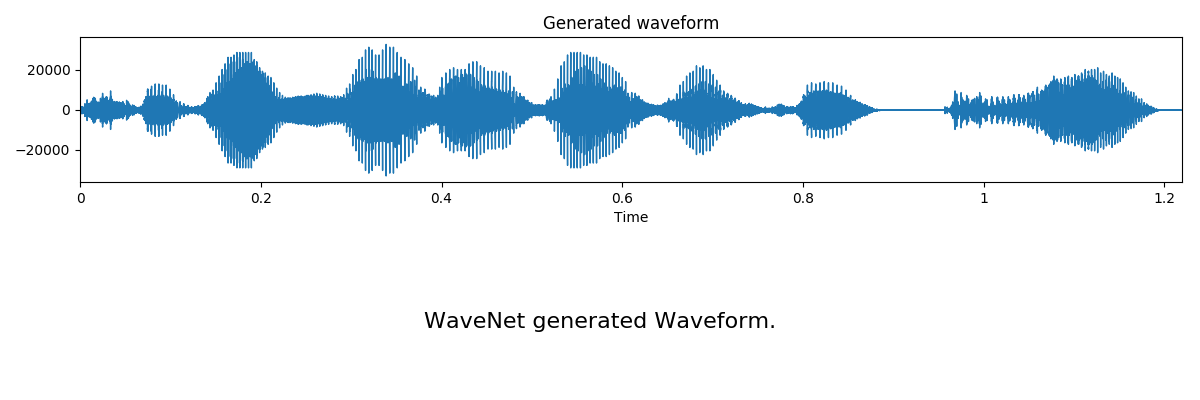 Generated waveform
20000
0
−20000
0 0.2 0.4 0.6 0.8 1 1.2
Time
WaveNet generated Waveform.